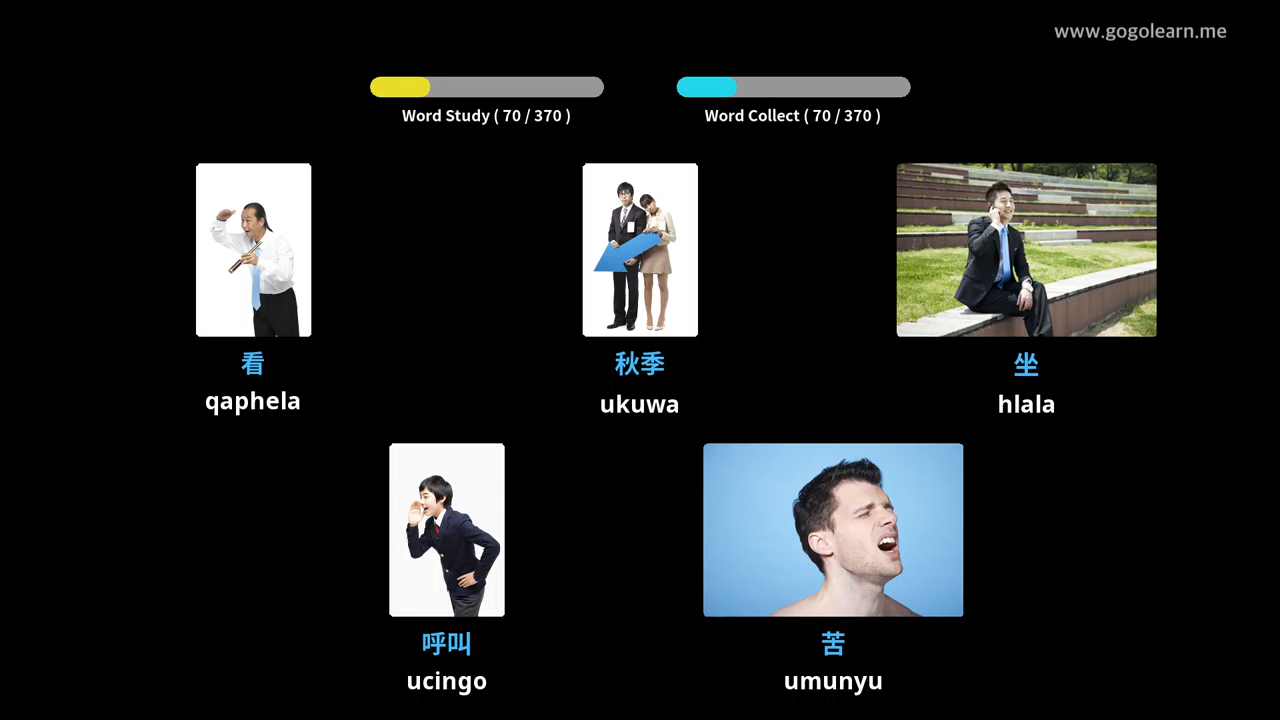 www.gogolearn.me
Word Study ( 70 / 370 )
Word Collect ( 70 / 370 )
看
qaphela
秋季
ukuwa
坐
hlala
呼叫
ucingo
苦
umunyu